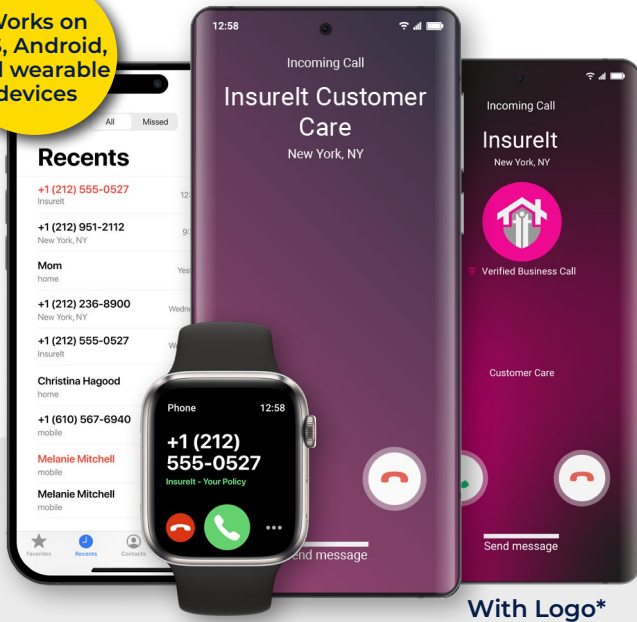 Works on
, Android,
wearable
devices
All Missed
Recents
+1 (212) 555-0527
InsureIt
12:
+1 (212) 951-2112
New York, NY
9:
Mom
home
+1 (212) 236-8900
New York, NY
+1 (212) 555-0527
InsureIt
Christina Hagood
home
+1 (610) 567-6940
mobile
Melanie Mitchell
mobile
Melanie Mitchell
mobile
Favorites Recents Contacts
12:58
Incoming Call
InsureIt Customer
Care
New York, NY
message
Phone 12:58
+1 (212)
555-0527
InsureIt - Your Policy
Incoming Call
InsureIt
New York, NY
Verified Business Call
Customer Care
Send message
With Logo*